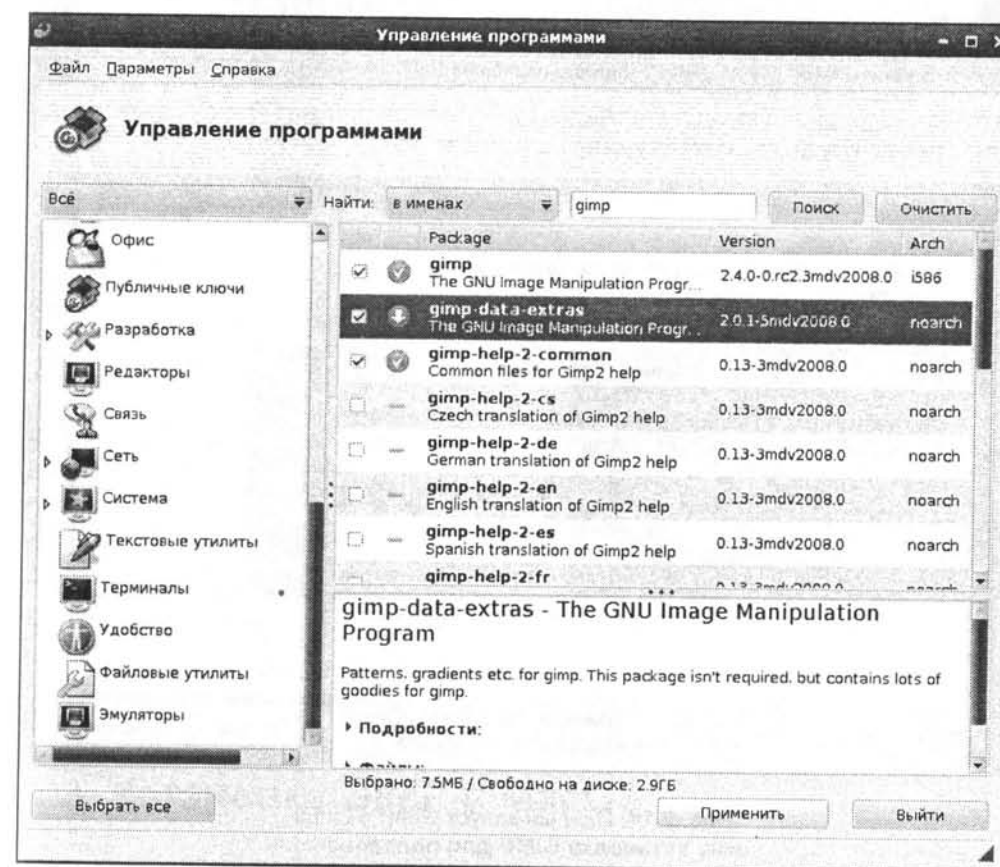 Управление программами
Файл Параметры Справка
Управление программами
Все Найти: в именах gimp Поиск Очистить
Package Version Arch
gimp 2.4.0-0.rc2.3mdv2008.0 i586
The GNU Image Manipulation Progr...
gimp-data-extras 2.0.1-5mdv2008.0 noarch
The GNU Image Manipulation Progr...
gimp-help-2-common 0.13-3mdv2008.0 noarch
Common files for Gimp2 help
gimp-help-2-cs 0.13-3mdv2008.0 noarch
Czech translation of Gimp2 help
gimp-help-2-de 0.13-3mdv2008.0 noarch
German translation of Gimp2 help
gimp-help-2-en 0.13-3mdv2008.0 noarch
English translation of Gimp2 help
gimp-help-2-es 0.13-3mdv2008.0 noarch
Spanish translation of Gimp2 help
gimp-help-2-fr
Офис
Публичные ключи
Разработка
Редакторы
Связь
Сеть
Система
Текстовые утилиты
Терминалы
Удобство
Файловые утилиты
Эмуляторы
gimp-data-extras - The GNU Image Manipulation
Program
Patterns, gradients etc. for gimp. This package isn't required, but contains lots of
goodies for gimp.
Подробности:
Выбрано: 7.5МБ / Свободно на диске: 2.9ГБ
Выбрать все Применить Выйти